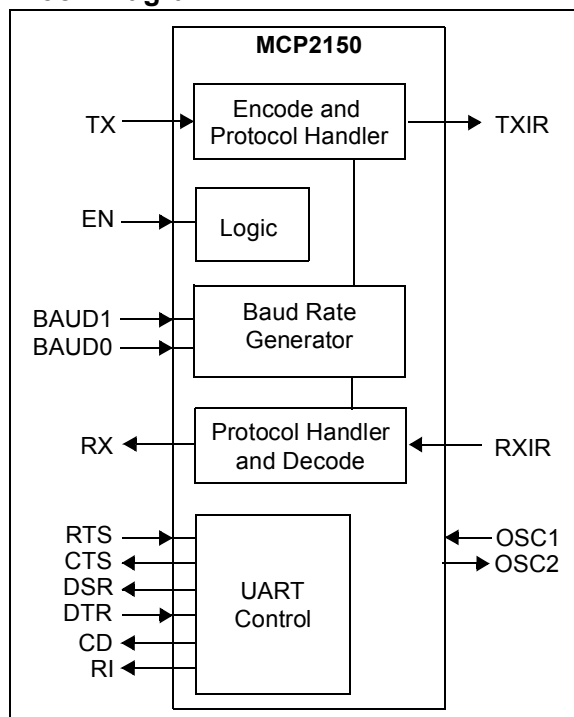 MCP2150
TX
Encode and
Protocol Handler
TXIR
EN
Logic
BAUD1
BAUD0
Baud Rate
Generator
RX
Protocol Handler
and Decode
RXIR
RTS
CTS
DSR
DTR
CD
RI
UART
Control
OSC1
OSC2